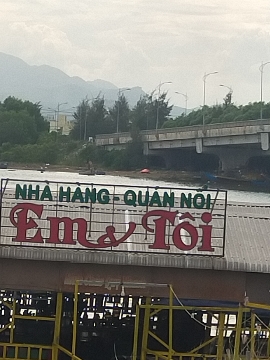 NHÀ HÀNG - QUÁN NỔI
Em & Tôi